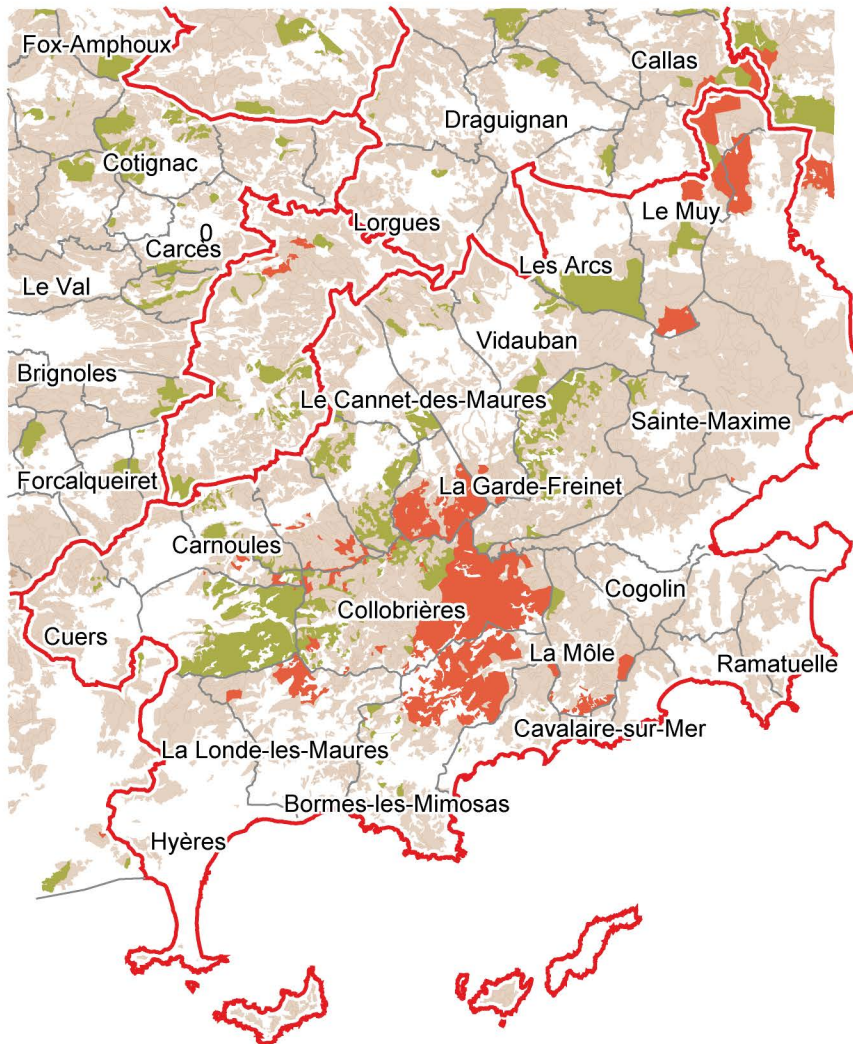 Fox-Amphoux
Callas
Draguignan
Cotignac
Le Muy
Lorgues
0
Carcès
Les Arcs
Le Val
Vidauban
Brignoles
Le Cannet-des-Maures
Sainte-Maxime
Forcalqueiret
La Garde-Freinet
Carnoules
Cogolin
Collobrières
Cuers
La Môle
Ramatuelle
Cavalaire-sur-Mer
La Londe-les-Maures
Bormes-les-Mimosas
Hyères